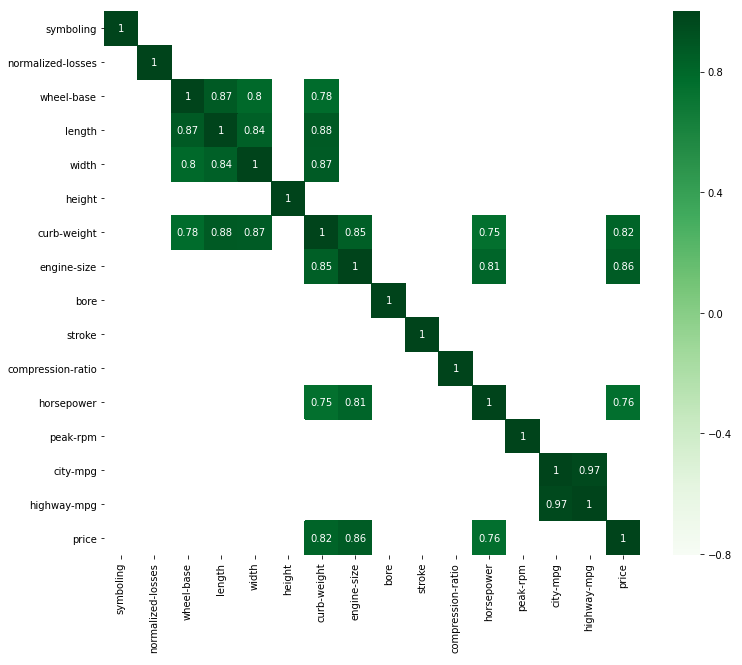 symboling 1
normalized-losses 1
wheel-base 1 0.87 0.8 0.78
length 0.87 1 0.84 0.88
width 0.8 0.84 1 0.87
height 1
curb-weight 0.78 0.88 0.87 1 0.85 0.75 0.82
engine-size 0.85 1 0.81 0.86
bore 1
stroke 1
compression-ratio 1
horsepower 0.75 0.81 1 0.76
peak-rpm 1
city-mpg 1 0.97
highway-mpg 0.97 1
price 0.82 0.86 0.76 1
symboling
normalized-losses
wheel-base
length
width
height
curb-weight
engine-size
bore
stroke
compression-ratio
horsepower
peak-rpm
city-mpg
highway-mpg
price
0.8
0.4
0.0
−0.4
−0.8